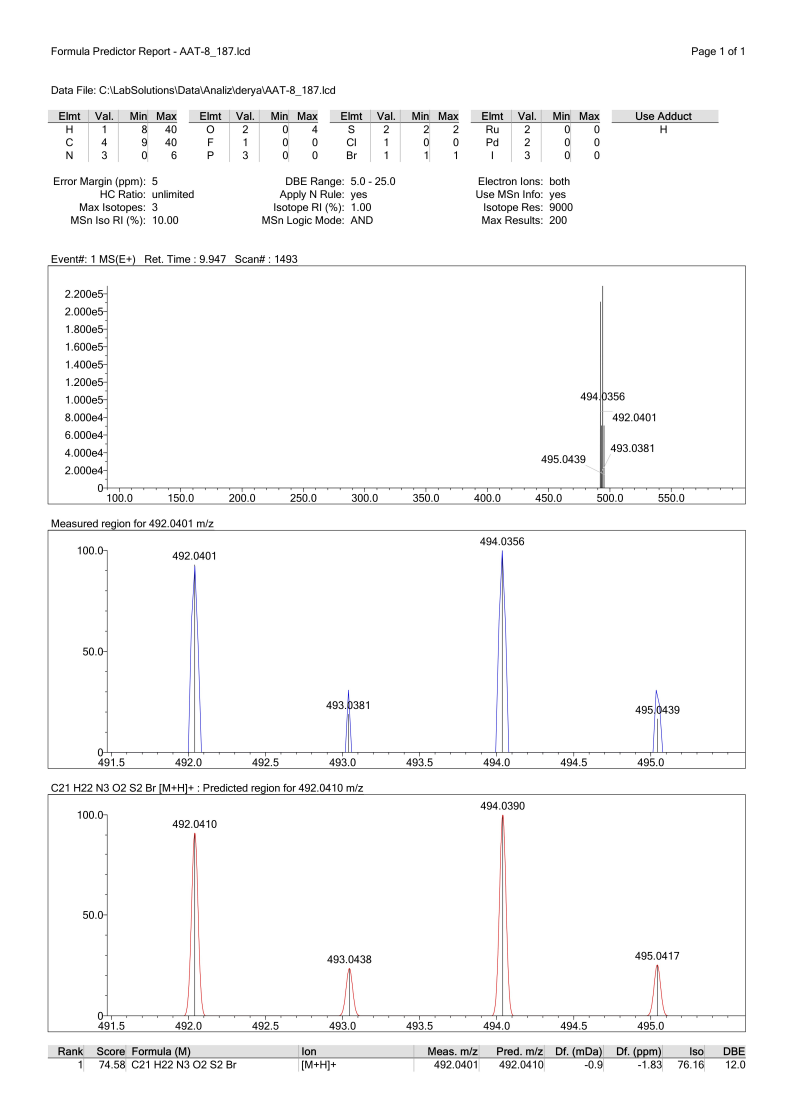 Formula Predictor Report - AAT-8_187.lcd Page 1 of 1
Data File: C:\LabSolutions\Data\Analiz\derya\AAT-8_187.lcd
Elmt Val. Min Max Elmt Val. Min Max Elmt Val. Min Max Elmt Val. Min Max Use Adduct
H 1 8 40 O 2 0 4 S 2 2 2 Ru 2 0 0 H
C 4 9 40 F 1 0 0 Cl 1 0 0 Pd 2 0 0
N 3 0 6 P 3 0 0 Br 1 1 1 I 3 0 0
Error Margin (ppm): 5 DBE Range: 5.0 - 25.0 Electron Ions: both
HC Ratio: unlimited Apply N Rule: yes Use MSn Info: yes
Max Isotopes: 3 Isotope RI (%): 1.00 Isotope Res: 9000
MSn Iso RI (%): 10.00 MSn Logic Mode: AND Max Results: 200
Event#: 1 MS(E+) Ret. Time : 9.947 Scan# : 1493
2.200e5
2.000e5
1.800e5
1.600e5
1.400e5
1.200e5
1.000e5
494.0356
8.000e4
492.0401
6.000e4
493.0381
4.000e4
495.0439
2.000e4
0
100.0 150.0 200.0 250.0 300.0 350.0 400.0 450.0 500.0 550.0
Measured region for 492.0401 m/z
494.0356
100.0
492.0401
50.0
493.0381
495.0439
0
491.5 492.0 492.5 493.0 493.5 494.0 494.5 495.0
C21 H22 N3 O2 S2 Br [M+H]+ : Predicted region for 492.0410 m/z
494.0390
100.0
492.0410
50.0
493.0438
495.0417
0
491.5 492.0 492.5 493.0 493.5 494.0 494.5 495.0
Rank Score Formula (M) Ion Meas. m/z Pred. m/z Df. (mDa) Df. (ppm) Iso DBE
1 74.58 C21 H22 N3 O2 S2 Br [M+H]+ 492.0401 492.0410 -0.9 -1.83 76.16 12.0